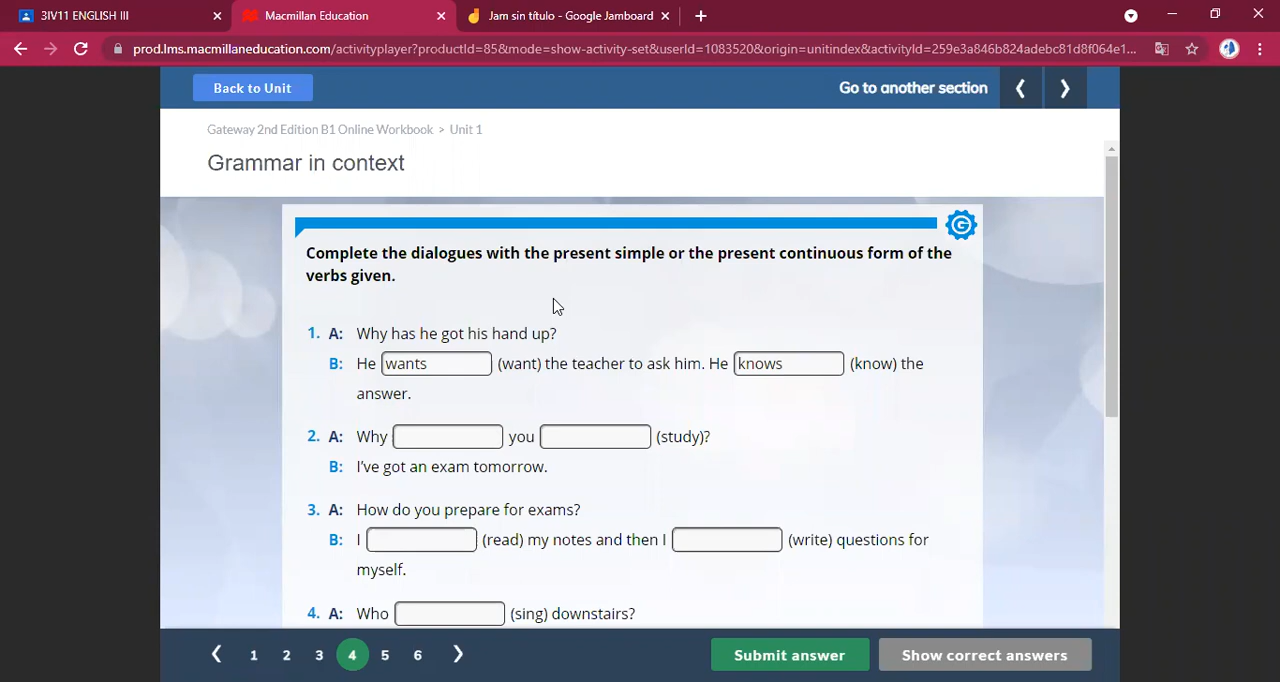 3IV11 ENGLISH III
Macmillan Education
Jam sin título - Google Jamboard
prod.lms.macmillaneducation.com/activityplayer?productId=85&mode=show-activity-set&userId=1083520&origin=unitindex&activityId=259e3a846b824adebc81d8f064e1...
Back to Unit
Go to another section
Gateway 2nd Edition B1 Online Workbook > Unit 1
Grammar in context
G
Complete the dialogues with the present simple or the present continuous form of the
verbs given.
1. A: Why has he got his hand up?
B: He wants (want) the teacher to ask him. He knows (know) the
answer.
2. A: Why you (study)?
B: I've got an exam tomorrow.
3. A: How do you prepare for exams?
B: I (read) my notes and then I (write) questions for
myself.
4. A: Who (sing) downstairs?
1 2 3 4 5 6
Submit answer
Show correct answers